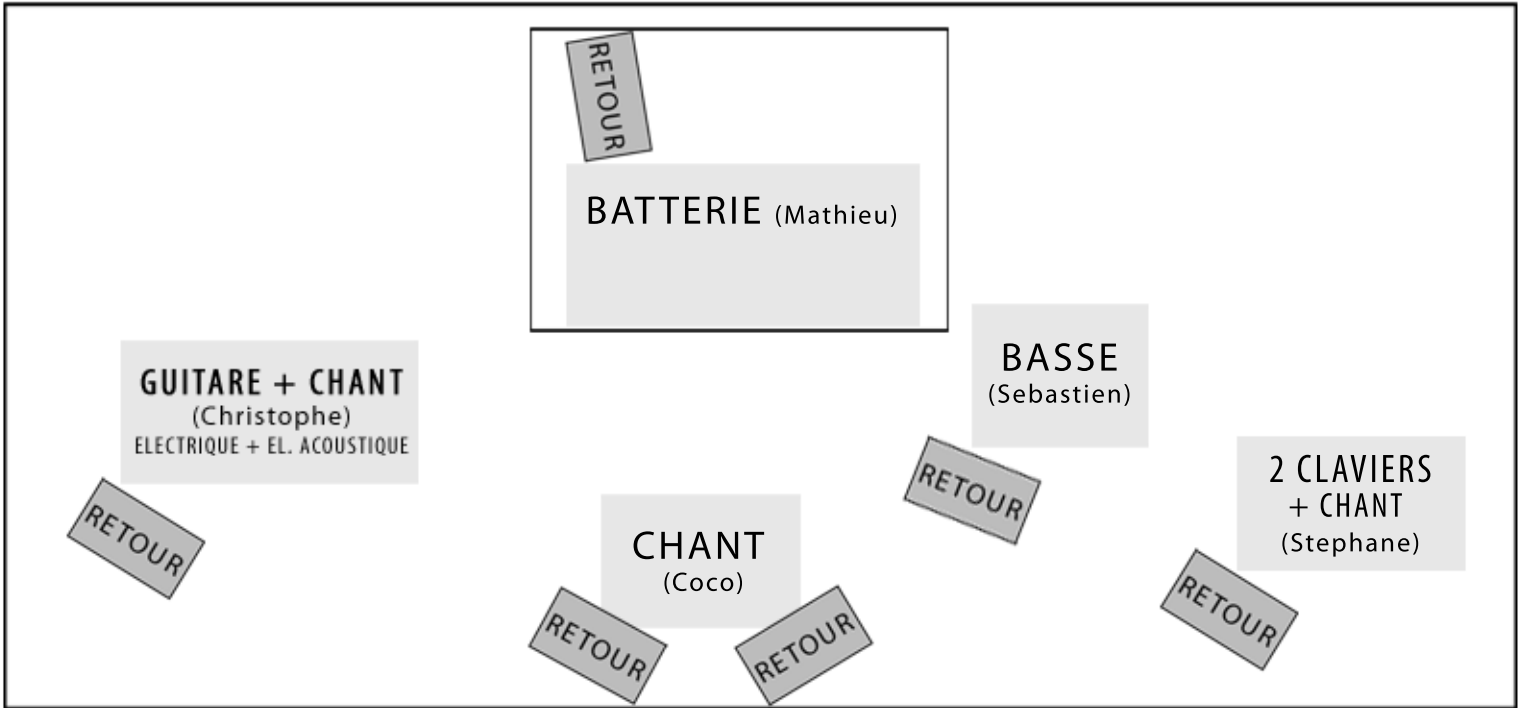 RETOUR
BATTERIE (Mathieu)
GUITARE + CHANT
(Christophe)
ELECTRIQUE + EL. ACOUSTIQUE
RETOUR
BASSE
(Sebastien)
RETOUR
2 CLAVIERS
+ CHANT
(Stephane)
RETOUR
CHANT
(Coco)
RETOUR
RETOUR